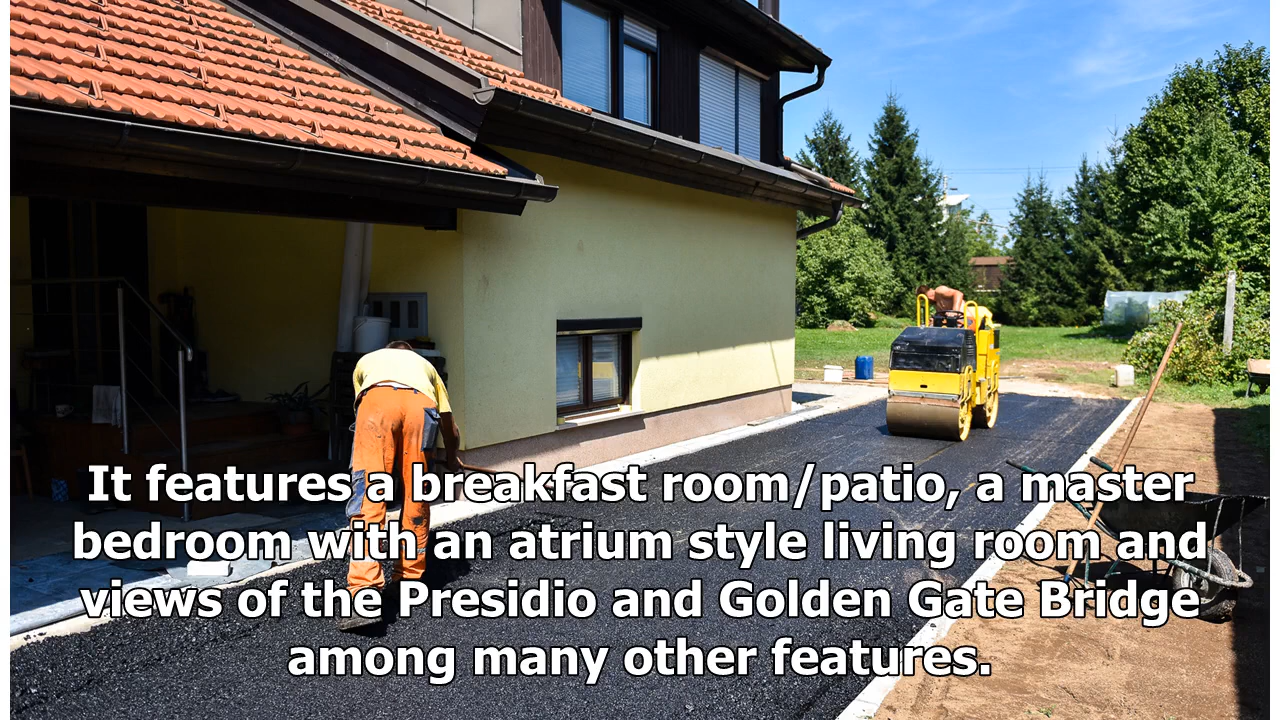 It features a breakfast room/patio, a master
bedroom with an atrium style living room and
views of the Presidio and Golden Gate Bridge
among many other features.